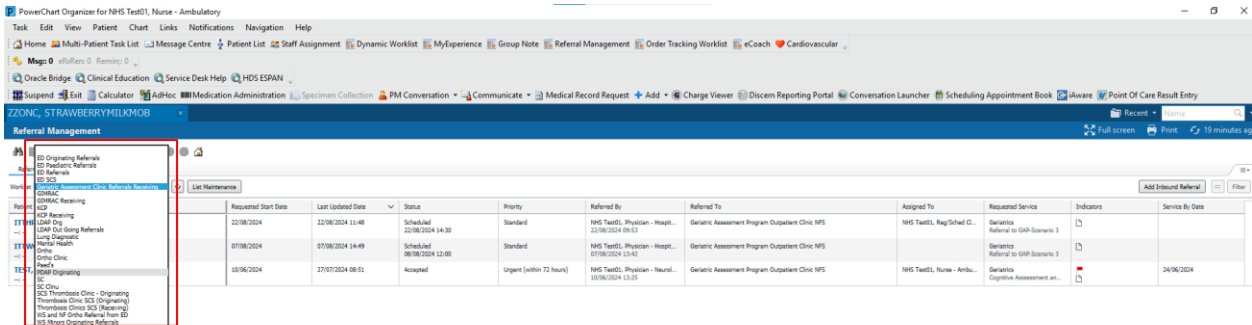 PowerChart Organizer for NHS Test01, Nurse - Ambulatory
Task Edit View Patient Chart Links Notifications Navigation Help
Home Multi-Patient Task List Message Centre Patient List Staff Assignment Dynamic Worklist MyExperience Group Note Referral Management Order Tracking Worklist eCoach Cardiovascular
Msgs: 0 eRxRen: 0 Remin: 0
Oracle Bridge Clinical Education Service Desk Help HDS ESPAN
Suspend Exit Calculator AdHoc Medication Administration Specimen Collection PM Conversation Communicate Medical Record Request Add Charge Viewer Discern Reporting Portal Conversation Launcher Scheduling Appointment Book iAware Point Of Care Result Entry
ZZONC, STRAWBERRYMILKMOB × Recent Name
Referral Management Full screen Print 19 minutes ag
ED Originating Referrals
ED Paediatric Referrals
ED Referrals
ED SCS
Geriatric Assessment Clinic Referrals Receiving
GIMRAC
GIMRAC Receiving
KCP
KCP Receiving
LDAP Org
LDAP Out Going Referrals
Lung Diagnostic
Mental Health
Ortho
Ortho Clinic
Paed's
PDAP Orginating
SC
SC Clinu
SCS Thrombosis Clinic - Originating
Thrombosis Clinic SCS (Originating)
Thrombosis Clinics SCS (Receiving)
WS and NF Ortho Referral from ED
WS Minors Orginating Referrals
List Maintenance Add Inbound Referral Filter
Patient Requested Start Date Last Updated Date Status Priority Referred By Referred To Assigned To Requested Service Indicators Service By Date
22/08/2024 22/08/2024 11:48 Scheduled Standard NHS Test01, Physician - Hospit... Geriatric Assessment Program Outpatient Clinic NFS NHS Test01, Reg/Sched Cl... Geriatrics
22/08/2024 14:30 22/08/2024 09:53 Referral to GAP-Scenario 3
07/08/2024 07/08/2024 14:49 Scheduled Standard NHS Test01, Physician - Hospit... Geriatric Assessment Program Outpatient Clinic NFS Geriatrics
08/08/2024 12:00 07/08/2024 13:42 Referral to GAP-Scenario 3
TEST, 10/06/2024 27/07/2024 08:51 Accepted Urgent (within 72 hours) NHS Test01, Physician - Neurol... Geriatric Assessment Program Outpatient Clinic NFS NHS Test01, Nurse - Ambu... Geriatrics 24/06/2024
10/06/2024 13:25 Cognitive Assessment an...